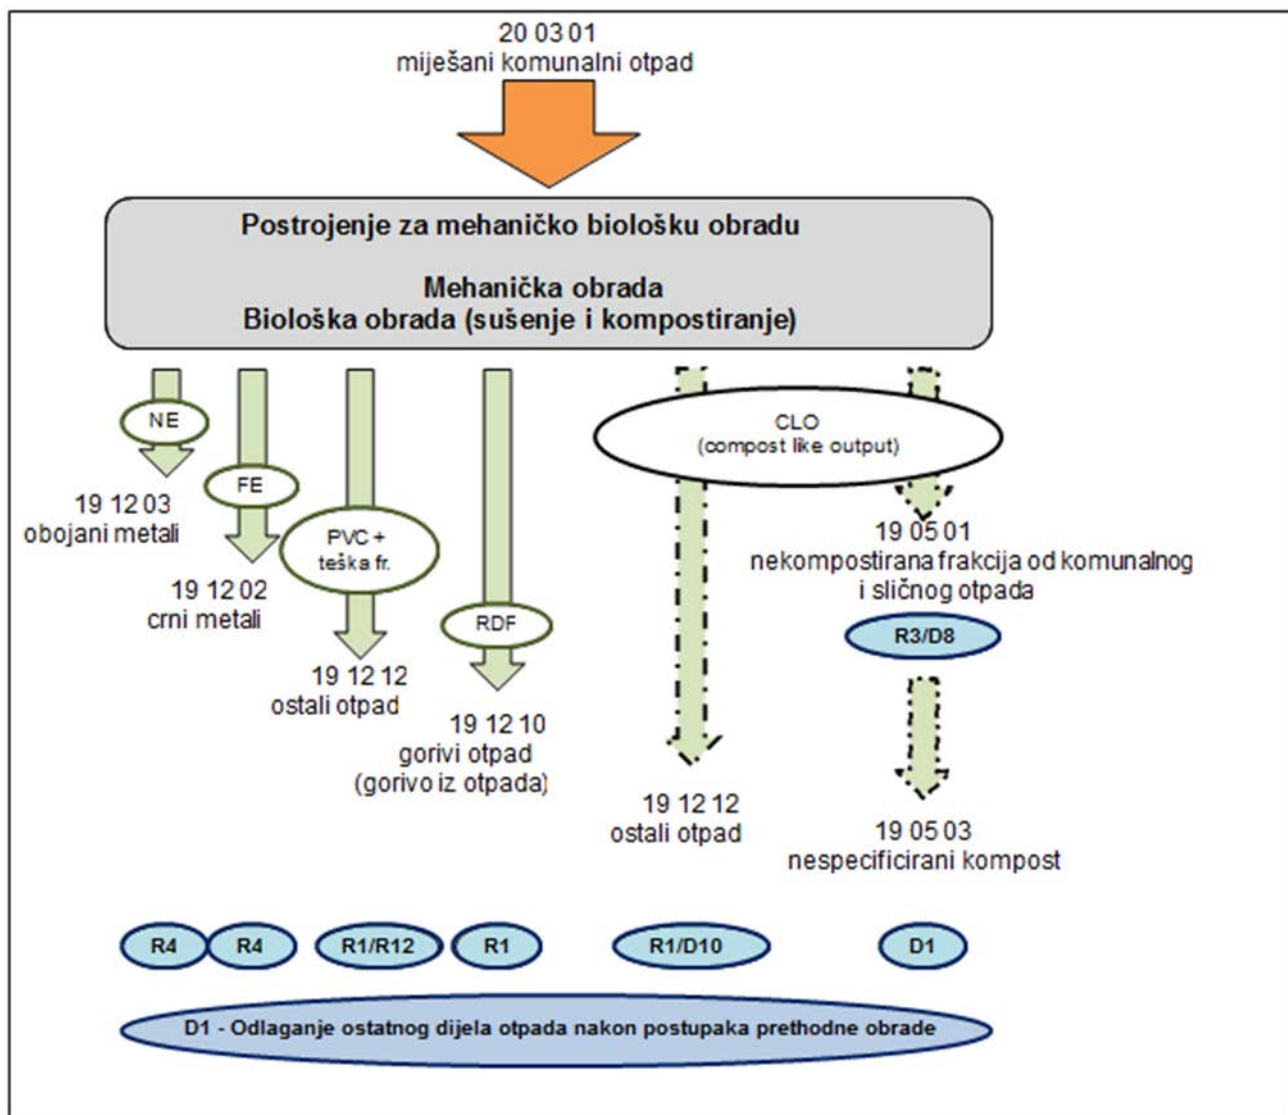 20 03 01
miješani komunalni otpad
Postrojenje za mehaničko biološku obradu
Mehanička obrada
Biološka obrada (sušenje i kompostiranje)
NE
19 12 03
obojani metali
FE
19 12 02
crni metali
PVC +
teška fr.
19 12 12
ostali otpad
RDF
19 12 10
gorivi otpad
(gorivo iz otpada)
CLO
(compost like output)
19 12 12
ostali otpad
19 05 01
nekompostirana frakcija od komunalnog
i sličnog otpada
R3/D8
19 05 03
nespecificirani kompost
R4
R4
R1/R12
R1
R1/D10
D1
D1 - Odlaganje ostatnog dijela otpada nakon postupaka prethodne obrade